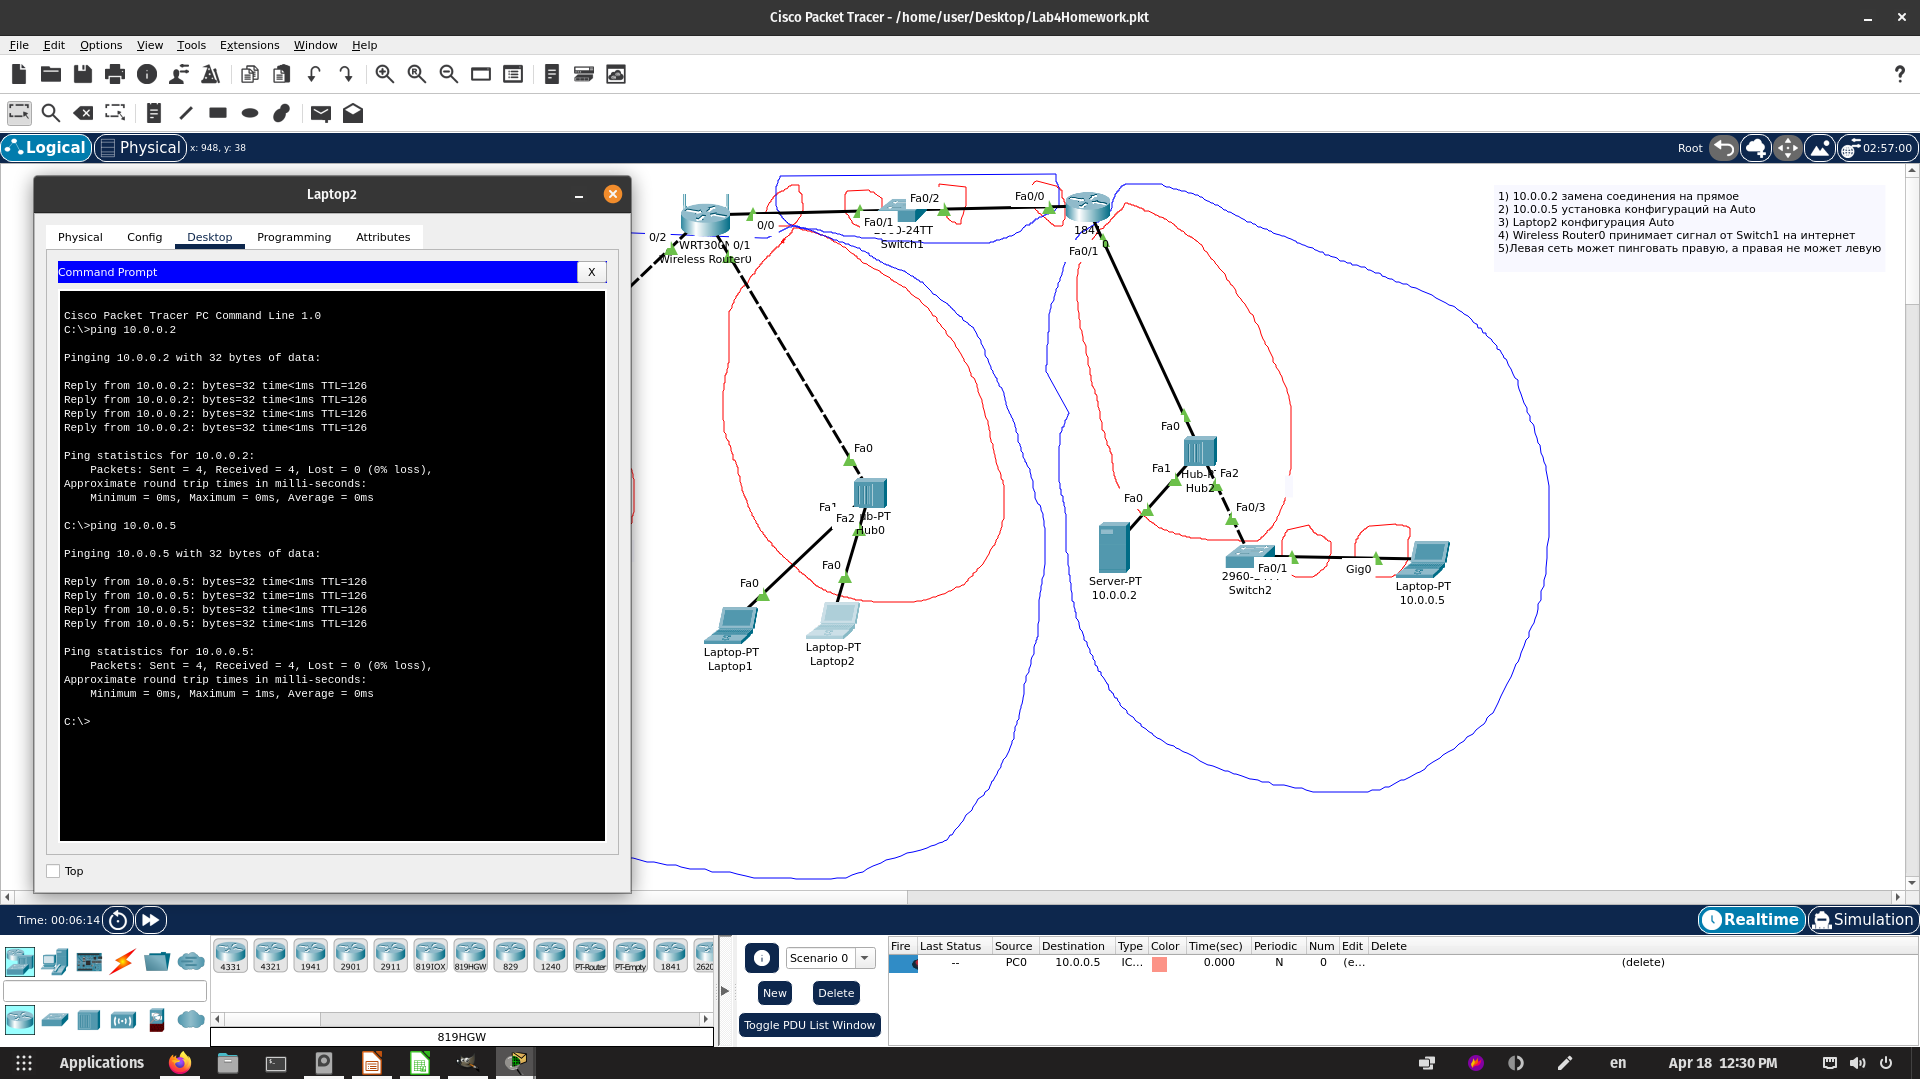 Cisco Packet Tracer - /home/user/Desktop/Lab4Homework.pkt
File Edit Options View Tools Extensions Window Help
?
Logical Physical x: 948, y: 38 Root 02:57:00
Laptop2
Physical Config Desktop Programming Attributes
Command Prompt X
Cisco Packet Tracer PC Command Line 1.0
C:\>ping 10.0.0.2
Pinging 10.0.0.2 with 32 bytes of data:
Reply from 10.0.0.2: bytes=32 time<1ms TTL=126
Reply from 10.0.0.2: bytes=32 time<1ms TTL=126
Reply from 10.0.0.2: bytes=32 time<1ms TTL=126
Reply from 10.0.0.2: bytes=32 time<1ms TTL=126
Ping statistics for 10.0.0.2:
Packets: Sent = 4, Received = 4, Lost = 0 (0% loss),
Approximate round trip times in milli-seconds:
Minimum = 0ms, Maximum = 0ms, Average = 0ms
C:\>ping 10.0.0.5
Pinging 10.0.0.5 with 32 bytes of data:
Reply from 10.0.0.5: bytes=32 time<1ms TTL=126
Reply from 10.0.0.5: bytes=32 time=1ms TTL=126
Reply from 10.0.0.5: bytes=32 time<1ms TTL=126
Reply from 10.0.0.5: bytes=32 time<1ms TTL=126
Ping statistics for 10.0.0.5:
Packets: Sent = 4, Received = 4, Lost = 0 (0% loss),
Approximate round trip times in milli-seconds:
Minimum = 0ms, Maximum = 1ms, Average = 0ms
C:\>
Top
0/2
WRT300
0/1
Wireless Router0
0/0
Fa0/1
Fa0/2
-24TT
Switch1
Fa0/0
184
Fa0/1
1) 10.0.0.2 замена соединения на прямое
2) 10.0.0.5 установка конфигураций на Auto
3) Laptop2 конфигурация Auto
4) Wireless Router0 принимает сигнал от Switch1 на интернет
5)Левая сеть может пинговать правую, а правая не может левую
Fa0
Fa1
Fa2
Hub0
Fa0
Fa0
Laptop-PT
Laptop1
Laptop-PT
Laptop2
Fa0
Fa1
Fa2
Hub2
Fa0
Fa0/3
Server-PT
10.0.0.2
2960-
Fa0/1
Switch2
Gig0
Laptop-PT
10.0.0.5
Time: 00:06:14 Realtime Simulation
4331 4321 1941 2901 2911 819IOX 819HGW 829 1240 PT-Router PT-Empty 1841 2620
819HGW
Scenario 0
New Delete
Toggle PDU List Window
Fire Last Status Source Destination Type Color Time(sec) Periodic Num Edit Delete
-- PC0 10.0.0.5 IC... 0.000 N 0 (e... (delete)
Applications en Apr 18 12:30 PM